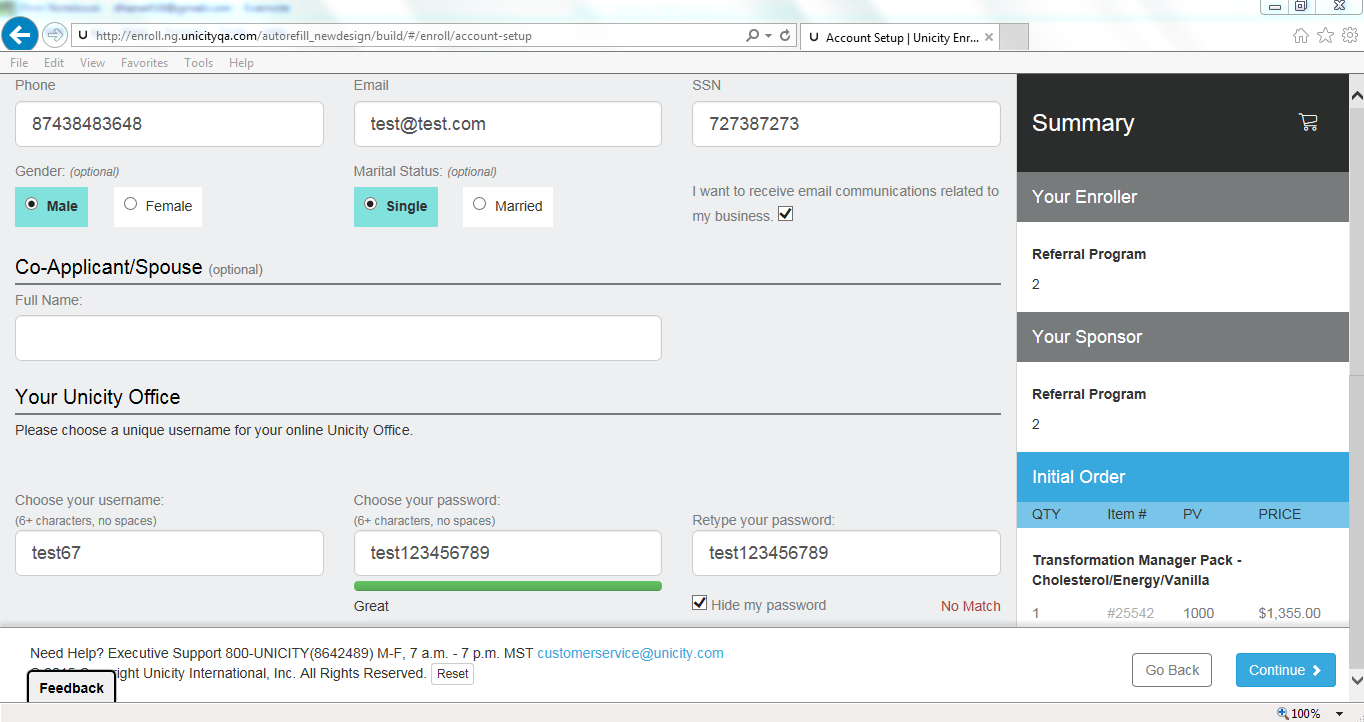 http://enroll.ng.unicityqa.com/autorefill_newdesign/build/#/enroll/account-setup
U Account Setup | Unicity Enr...
File Edit View Favorites Tools Help
Phone Email SSN
87438483648 test@test.com 727387273
Gender: (optional) Marital Status: (optional)
Male Female Single Married
I want to receive email communications related to
my business.
Co-Applicant/Spouse (optional)
Full Name:
Your Unicity Office
Please choose a unique username for your online Unicity Office.
Choose your username: Choose your password:
(6+ characters, no spaces) (6+ characters, no spaces) Retype your password:
test67 test123456789 test123456789
Great Hide my password No Match
Summary
Your Enroller
Referral Program
2
Your Sponsor
Referral Program
2
Initial Order
QTY Item # PV PRICE
Transformation Manager Pack -
Cholesterol/Energy/Vanilla
1 #25542 1000 $1,355.00
Need Help? Executive Support 800-UNICITY(8642489) M-F, 7 a.m. - 7 p.m. MST customerservice@unicity.com
Unicity International, Inc. All Rights Reserved. Reset
Feedback
Go Back Continue
100%